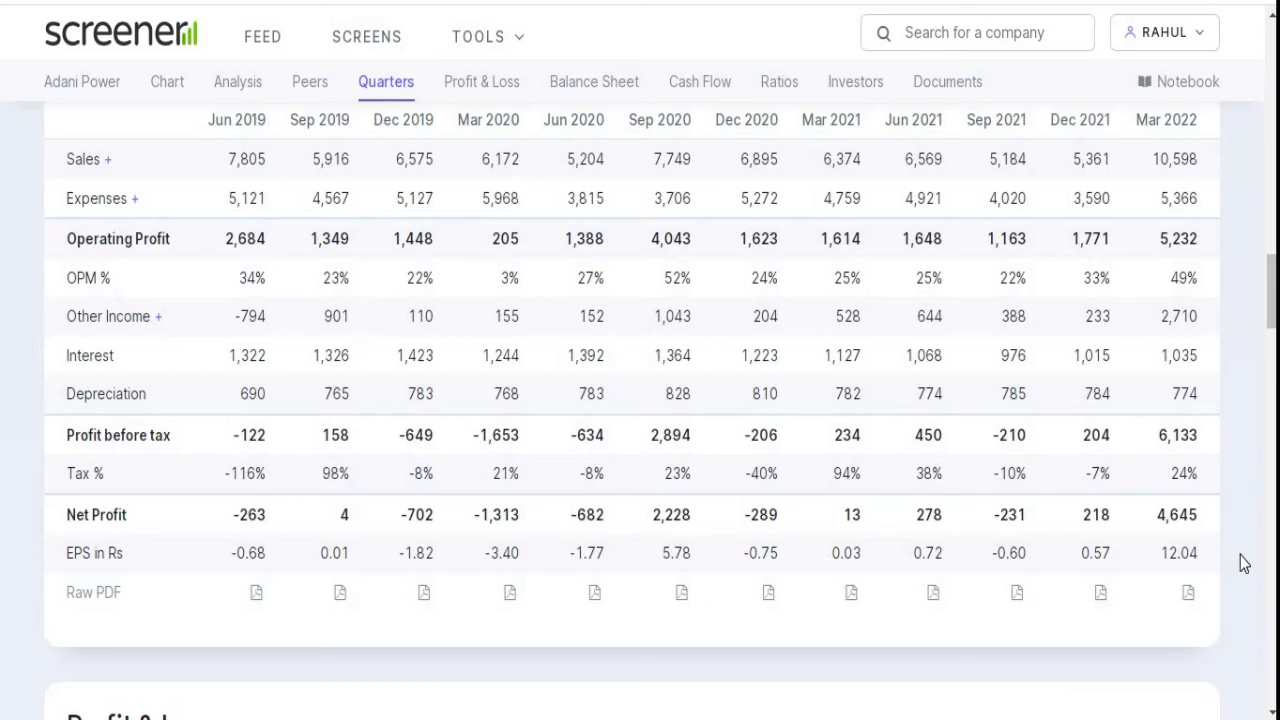 screener FEED SCREENS TOOLS Search for a company RAHUL
Adani Power Chart Analysis Peers Quarters Profit & Loss Balance Sheet Cash Flow Ratios Investors Documents Notebook
Jun 2019 Sep 2019 Dec 2019 Mar 2020 Jun 2020 Sep 2020 Dec 2020 Mar 2021 Jun 2021 Sep 2021 Dec 2021 Mar 2022
Sales + 7,805 5,916 6,575 6,172 5,204 7,749 6,895 6,374 6,569 5,184 5,361 10,598
Expenses + 5,121 4,567 5,127 5,968 3,815 3,706 5,272 4,759 4,921 4,020 3,590 5,366
Operating Profit 2,684 1,349 1,448 205 1,388 4,043 1,623 1,614 1,648 1,163 1,771 5,232
OPM % 34% 23% 22% 3% 27% 52% 24% 25% 25% 22% 33% 49%
Other Income + -794 901 110 155 152 1,043 204 528 644 388 233 2,710
Interest 1,322 1,326 1,423 1,244 1,392 1,364 1,223 1,127 1,068 976 1,015 1,035
Depreciation 690 765 783 768 783 828 810 782 774 785 784 774
Profit before tax -122 158 -649 -1,653 -634 2,894 -206 234 450 -210 204 6,133
Tax % -116% 98% -8% 21% -8% 23% -40% 94% 38% -10% -7% 24%
Net Profit -263 4 -702 -1,313 -682 2,228 -289 13 278 -231 218 4,645
EPS in Rs -0.68 0.01 -1.82 -3.40 -1.77 5.78 -0.75 0.03 0.72 -0.60 0.57 12.04
Raw PDF